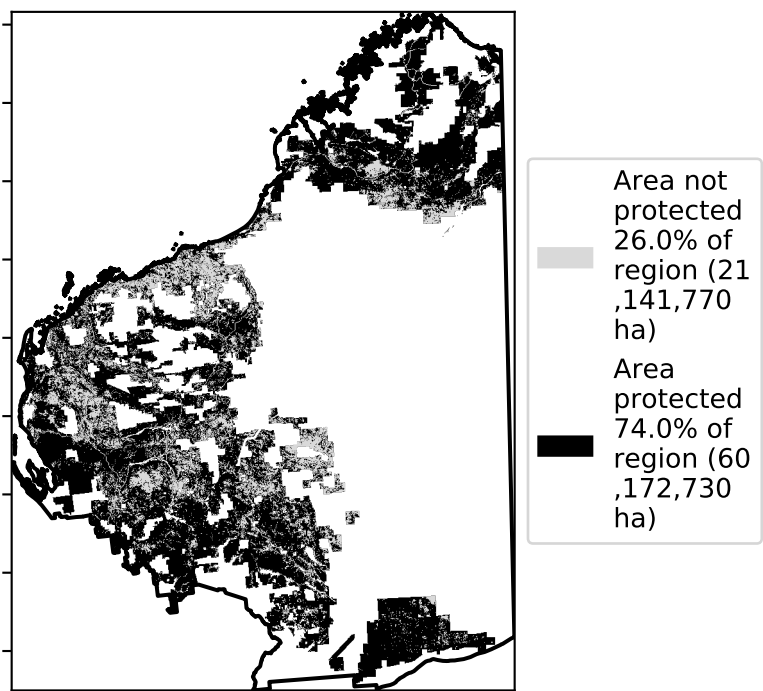 Area not
protected
26.0% of
region (21
,141,770
ha)
Area
protected
74.0% of
region (60
,172,730
ha)